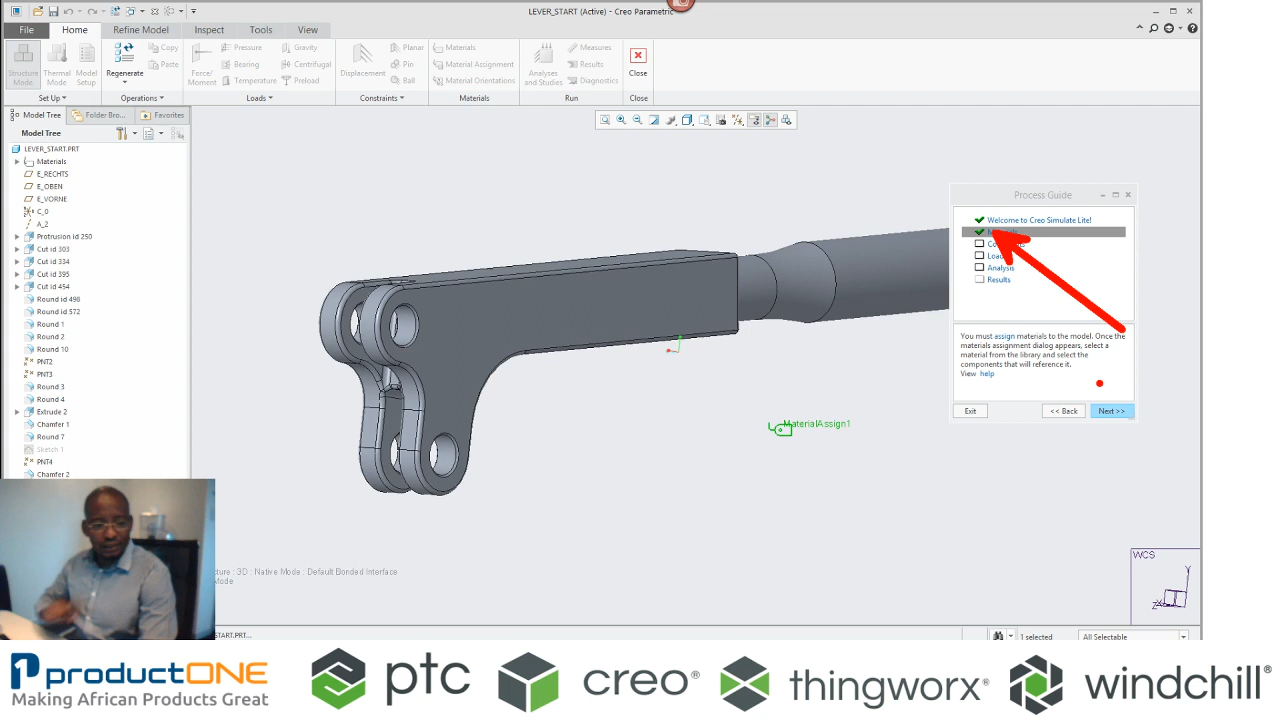 LEVER_START (Active) - Creo Parametric
File Home Refine Model Inspect Analysis Tools View
Structure Mode
Thermal Mode
Model Setup
Regenerate
Copy
Paste
Force/Moment
Pressure
Bearing
Temperature
Gravity
Centrifugal
Preload
Displacement
Planar
Pin
Ball
Materials
Material Assignment
Material Orientations
Analyses and Studies
Measures
Results
Diagnostics
Close
Set Up Operations Loads Constraints Materials Run Close
Model Tree Folder Bro... Favorites
Model Tree
LEVER_START.PRT
Materials
E_RECHTS
E_OBEN
E_VORNE
C_0
A_2
Protrusion id 250
Cut id 303
Cut id 334
Cut id 395
Cut id 454
Round id 498
Round id 572
Round 1
Round 2
Round 10
PNT2
PNT3
Round 3
Round 4
Extrude 2
Chamfer 1
Round 7
Sketch 1
PNT4
Chamfer 2
Process Guide
Welcome to Creo Simulate Lite!
Analysis
Results
You must assign materials to the model. Once the
materials assignment dialog appears, select a
material from the library and select the
components that will reference it.
View help
Exit << Back Next >>
MaterialAssign1
: 3D : Native Mode : Default Bonded Interface
Mode
WCS
Y
Z
START.PRT...
1 selected All Selectable
productONE
Making African Products Great
ptc
creo®
thingworx®
windchill®